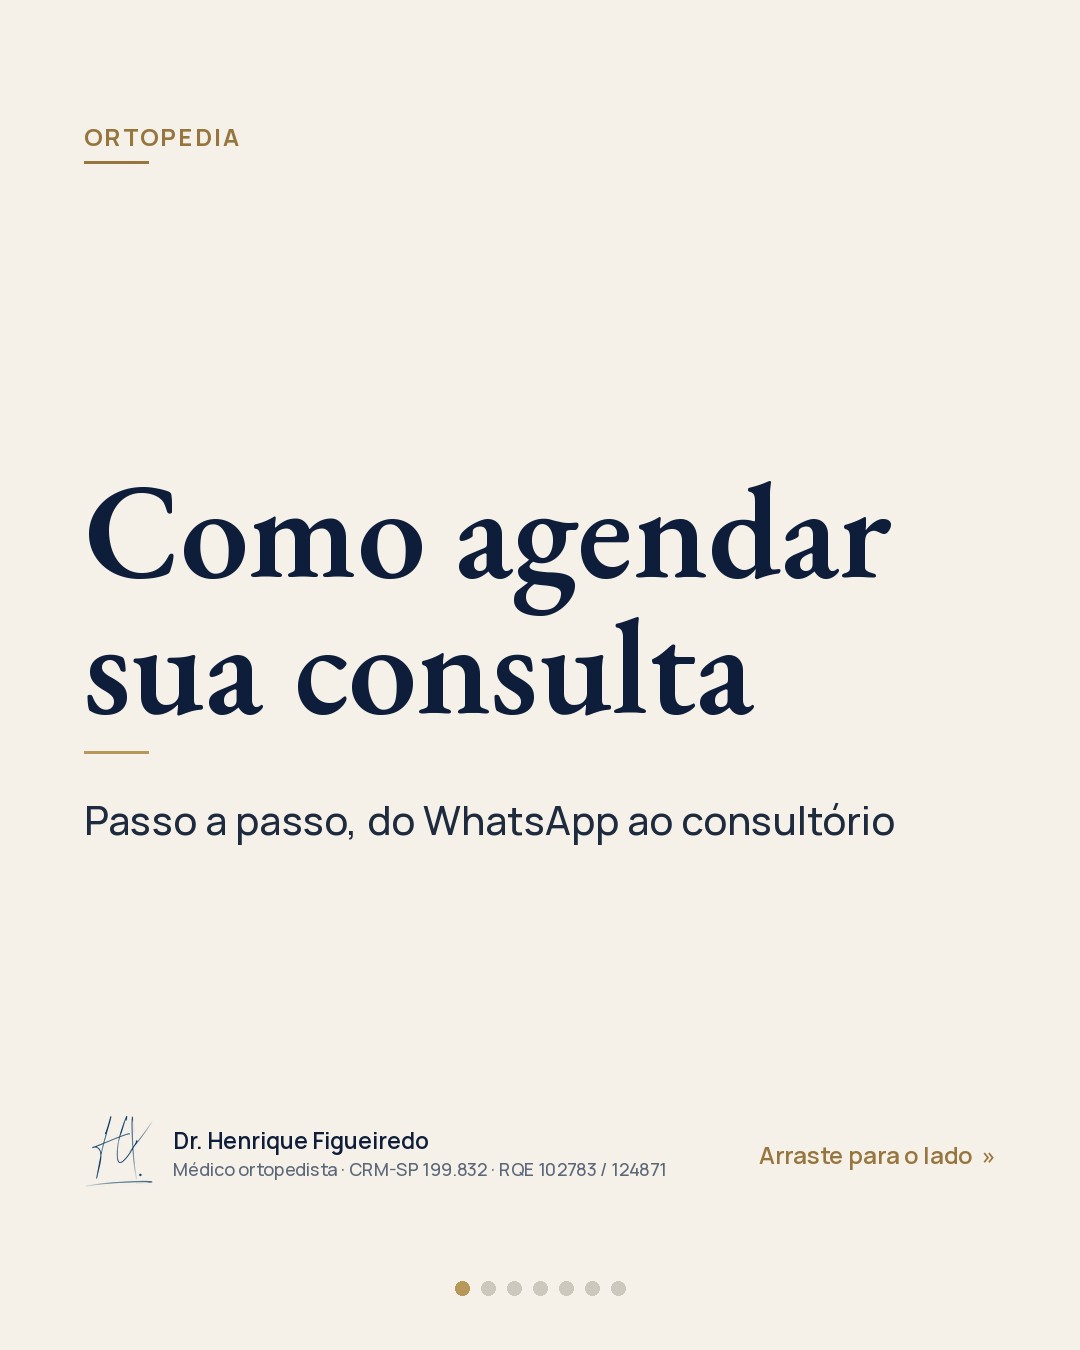 ORTOPEDIA
Como agendar
sua consulta
Passo a passo, do WhatsApp ao consultório
Dr. Henrique Figueiredo
Médico ortopedista · CRM-SP 199.832 · RQE 102783 / 124871
Arraste para o lado »